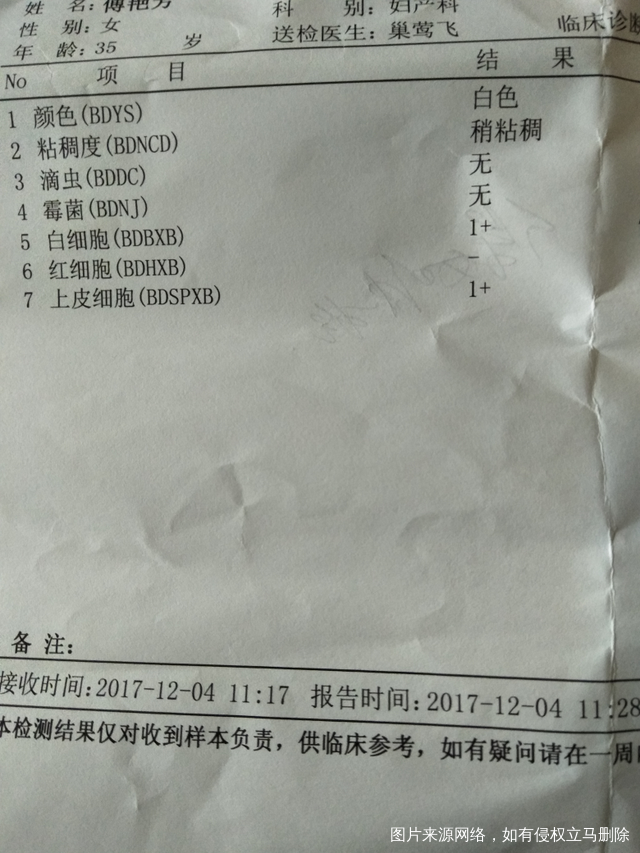 姓 名：傅艳芳 科 别：妇产科
性 别：女 送检医生：巢莺飞 临床诊断
年 龄：35 岁
No 项 目 结 果
1 颜色(BDYS) 白色
2 粘稠度(BDNCD) 稍粘稠
3 滴虫(BDDC) 无
4 霉菌(BDNJ) 无
5 白细胞(BDBXB) 1+
6 红细胞(BDHXB) -
7 上皮细胞(BDSPXB) 1+
备 注：
接收时间：2017-12-04 11:17 报告时间：2017-12-04 11:28
本检测结果仅对收到样本负责，供临床参考，如有疑问请在一周内
图片来源网络，如有侵权立马删除